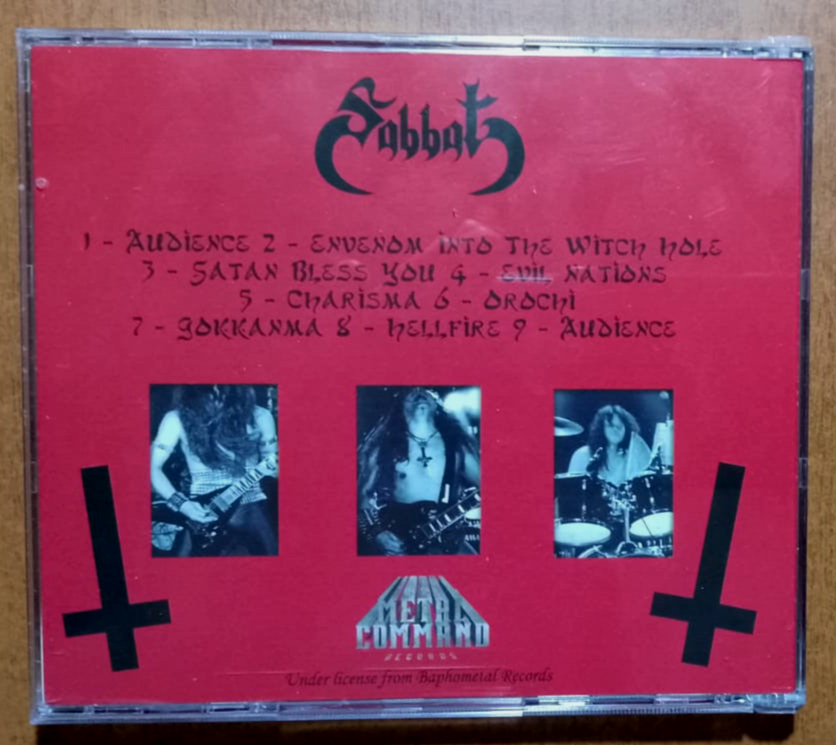 Sabbat
1 - Audience 2 - Envenom into the Witch Hole
3 - Satan Bless You 4 - Evil Nations
5 - Charisma 6 - Orochi
7 - Gokkanma 8 - Hellfire 9 - Audience
METAL
COMMAND
RECORDS
Under license from Baphometal Records